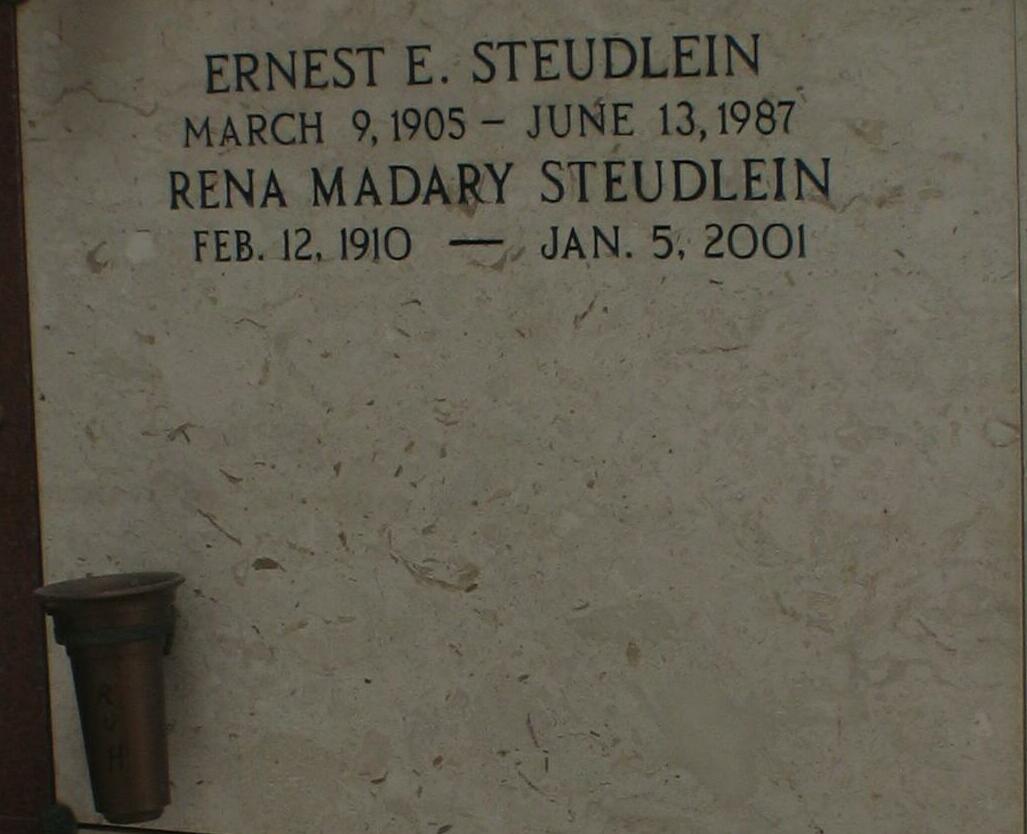 ERNEST E. STEUDLEIN
MARCH 9, 1905 – JUNE 13, 1987
RENA MADARY STEUDLEIN
FEB. 12, 1910 — JAN. 5, 2001